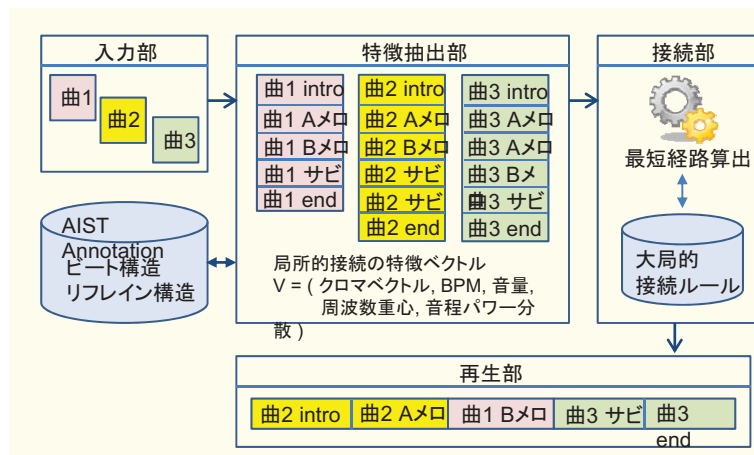 入力部
曲1
曲2
曲3
AIST
Annotation
ビート構造
リフレイン構造
特徴抽出部
曲1 intro
曲1 Aメロ
曲1 Bメロ
曲1 サビ
曲1 end
曲2 intro
曲2 Aメロ
曲2 Bメロ
曲2 サビ
曲2 サビ
曲2 end
曲3 intro
曲3 Aメロ
曲3 Aメロ
曲3 Bメ
曲3 サビ
曲3 end
局所的接続の特徴ベクトル
V = ( クロマベクトル, BPM, 音量,
周波数重心, 音程パワー分
散 )
接続部
最短経路算出
大局的
接続ルール
再生部
曲2 intro
曲2 Aメロ
曲1 Bメロ
曲3 サビ
曲3
end